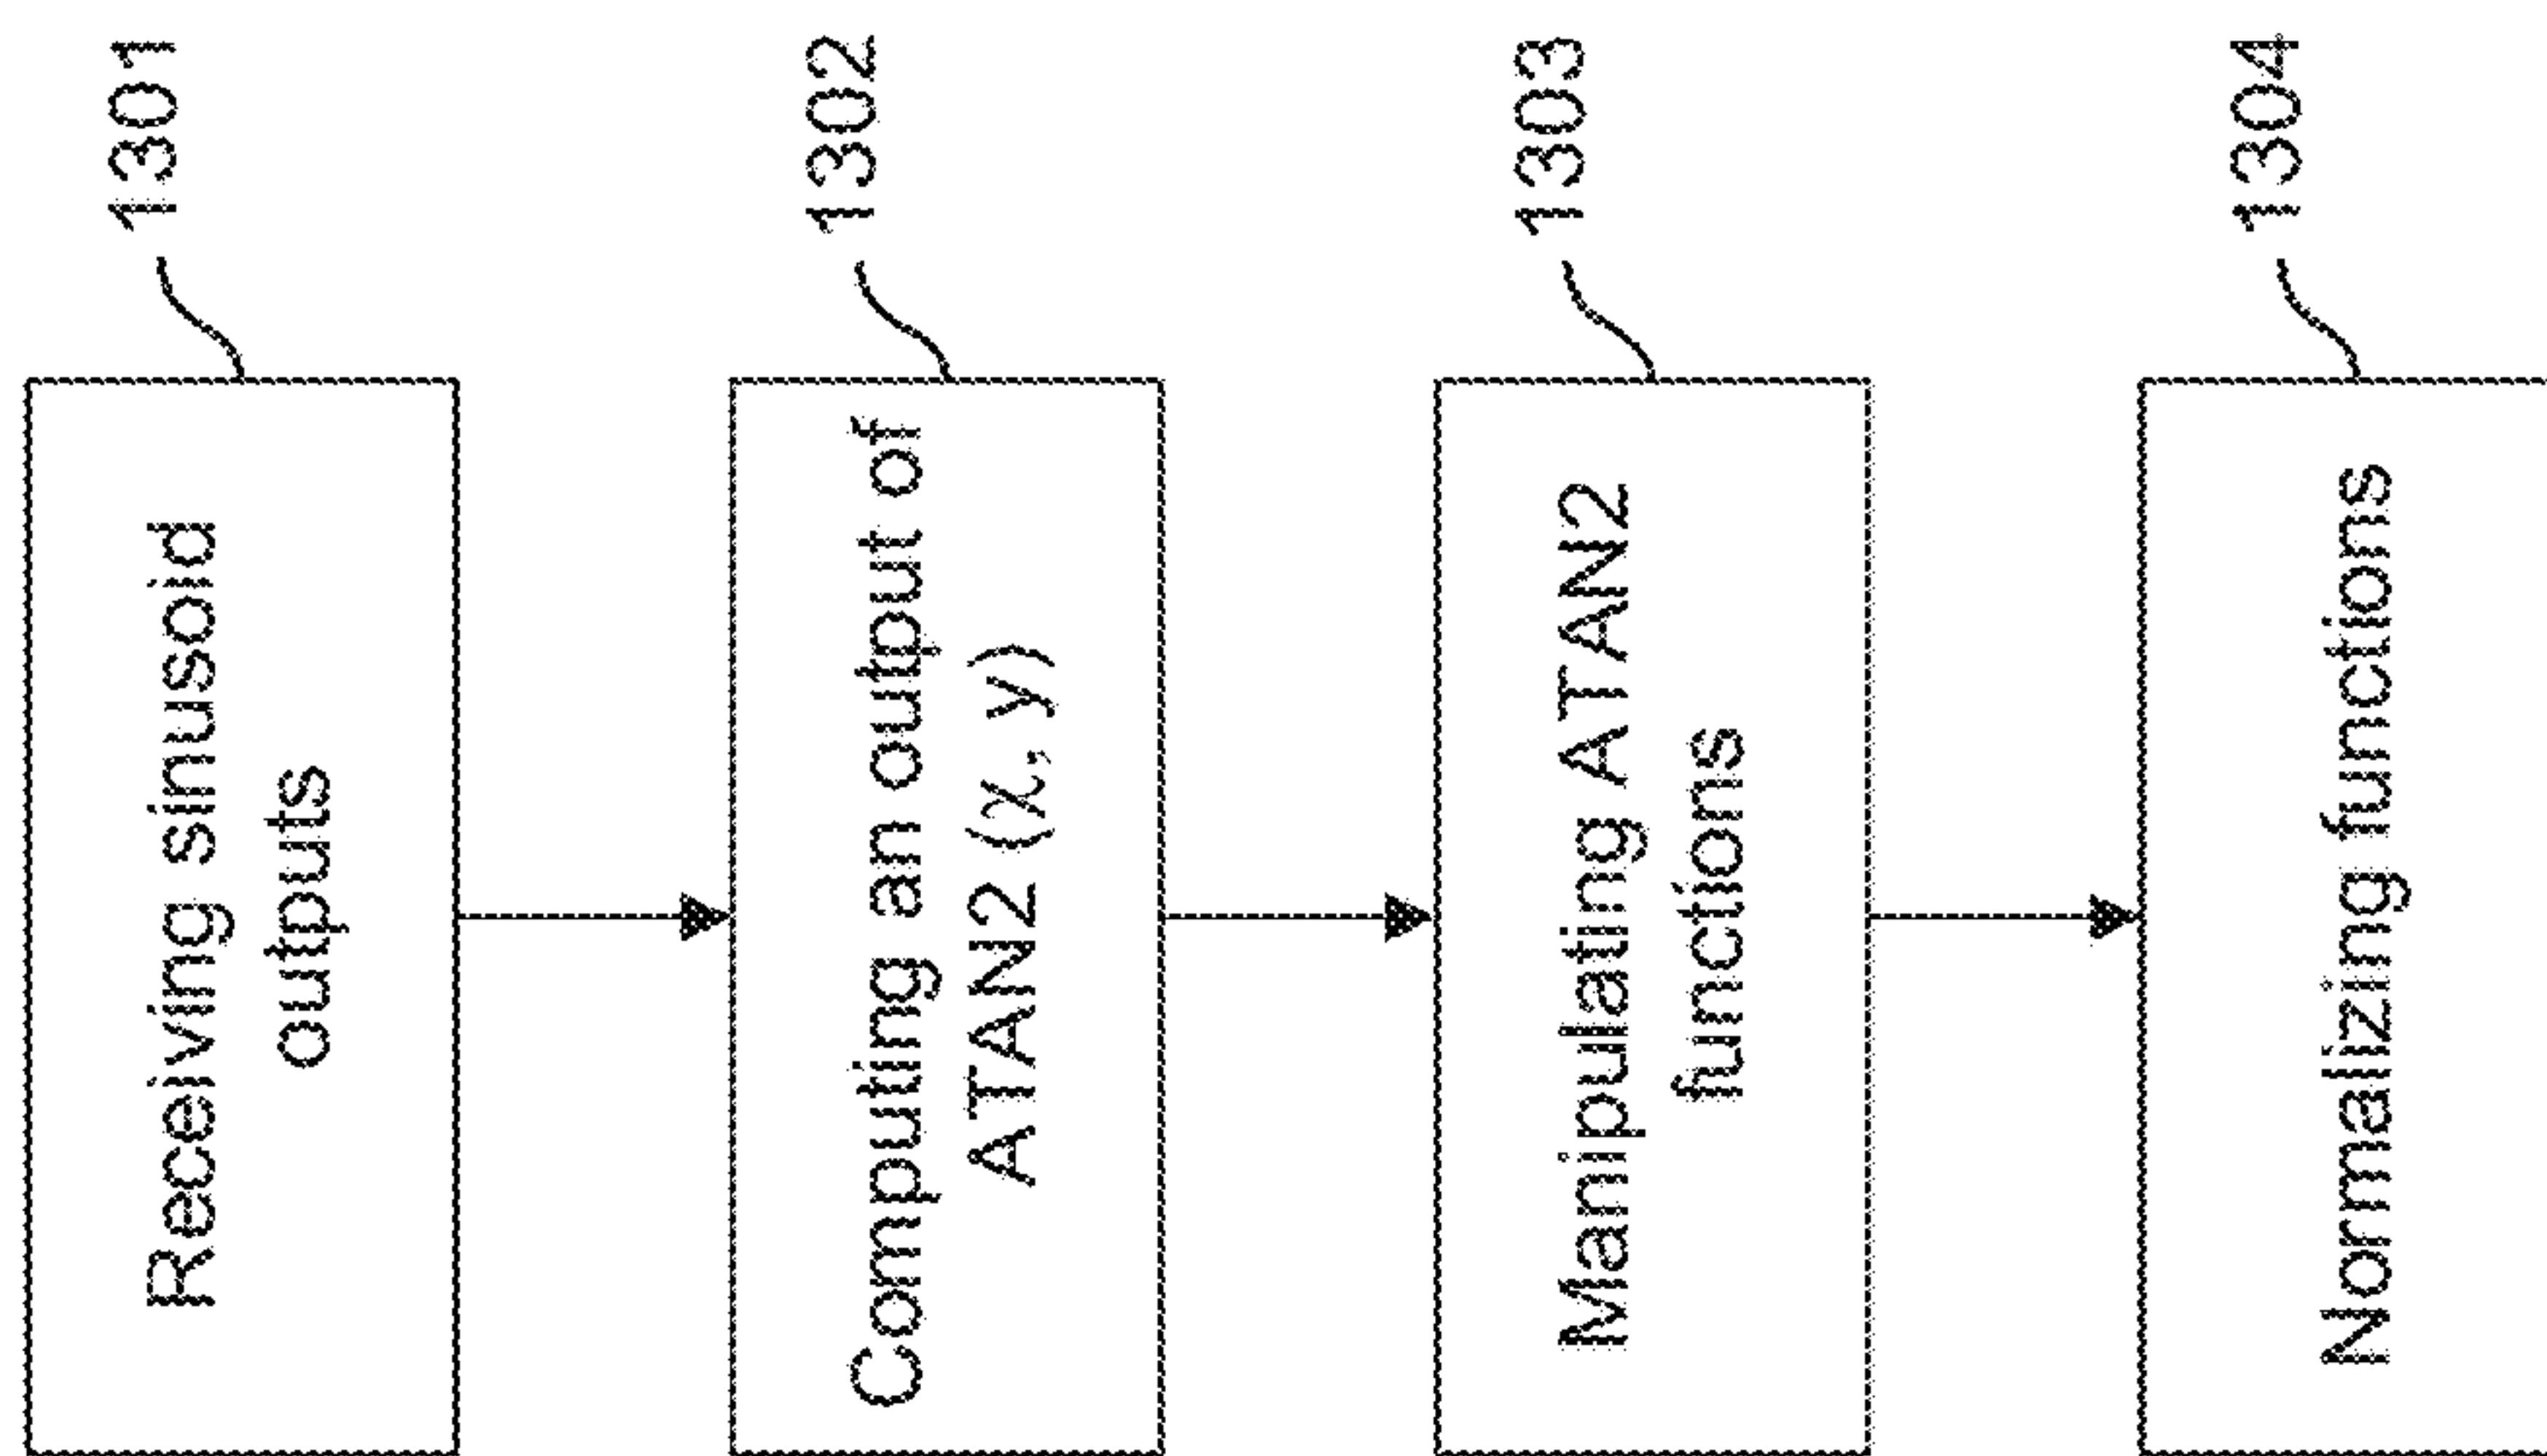 Receiving sinusoid
outputs
1301
Computing an output of
ATAN2 (x, y)
1302
Manipulating ATAN2
functions
1303
Normalizing functions
1304